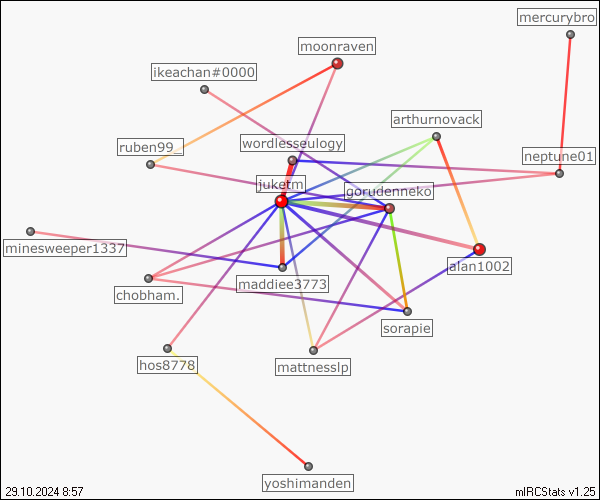 mercurybro
moonraven
ikeachan#0000
arthurnovack
wordlesseulogy
ruben99_
neptune01
juketm
gorudenneko
minesweeper1337
alan1002
maddiee3773
chobham.
sorapie
hos8778
mattnesslp
yoshimanden
29.10.2024 8:57
mIRCStats v1.25